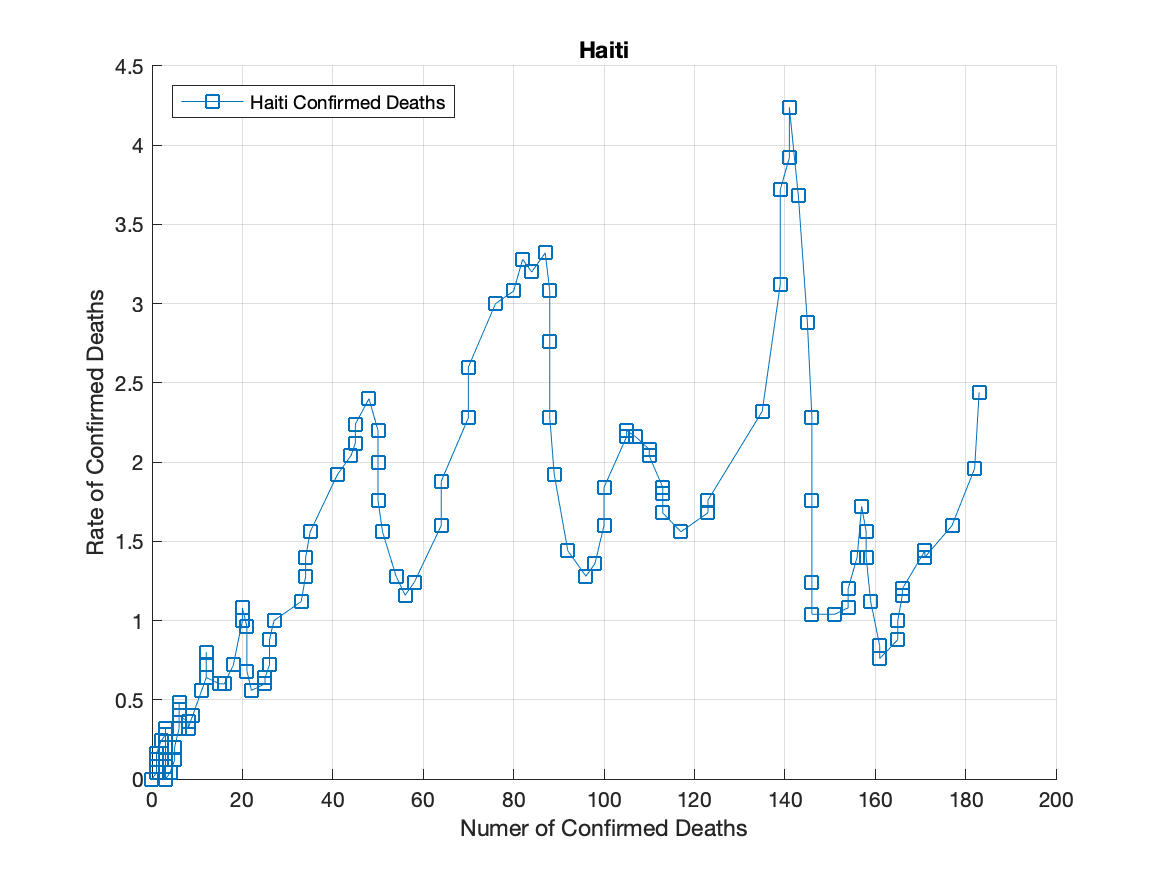 Haiti
Haiti Confirmed Deaths
4.5
4
3.5
3
2.5
2
1.5
1
0.5
0
Rate of Confirmed Deaths
0 20 40 60 80 100 120 140 160 180 200
Numer of Confirmed Deaths